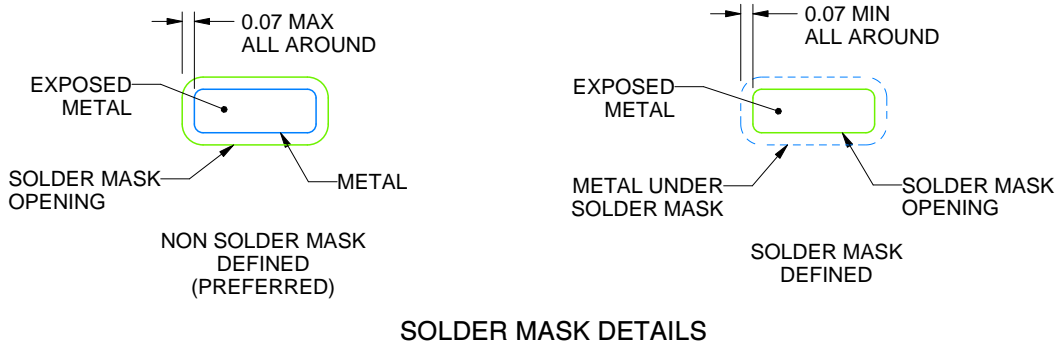 0.07 MAX
ALL AROUND
EXPOSED
METAL
SOLDER MASK
OPENING
METAL
NON SOLDER MASK
DEFINED
(PREFERRED)
0.07 MIN
ALL AROUND
EXPOSED
METAL
METAL UNDER
SOLDER MASK
SOLDER MASK
OPENING
SOLDER MASK
DEFINED
SOLDER MASK DETAILS